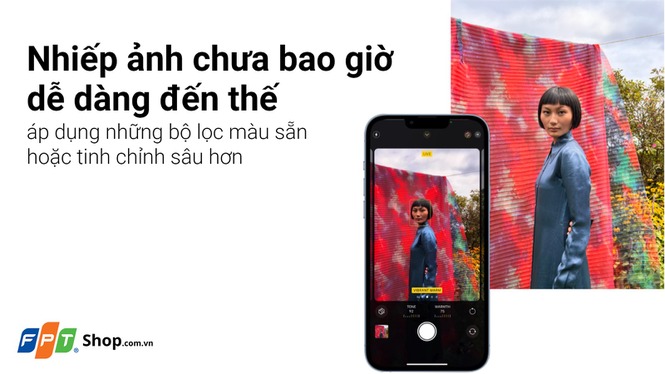 Nhiếp ảnh chưa bao giờ
dễ dàng đến thế
áp dụng những bộ lọc màu sẵn
hoặc tinh chỉnh sâu hơn
LIVE
VIBRANT WARM
TONE WARMTH
92 75
FPT Shop.com.vn